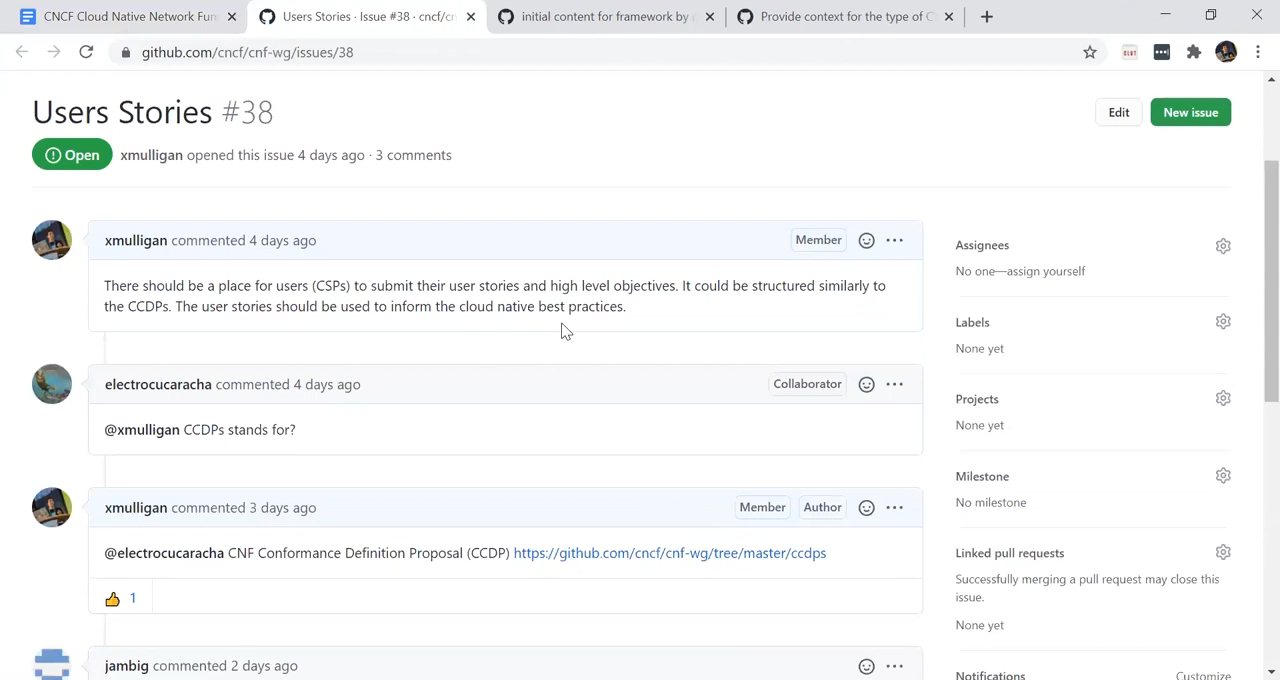 CNCF Cloud Native Network Fun
Users Stories · Issue #38 · cncf/cn
initial content for framework by
Provide context for the type of C
github.com/cncf/cnf-wg/issues/38
Users Stories #38
Edit
New issue
Open
xmulligan opened this issue 4 days ago · 3 comments
xmulligan commented 4 days ago
Member
There should be a place for users (CSPs) to submit their user stories and high level objectives. It could be structured similarly to
the CCDPs. The user stories should be used to inform the cloud native best practices.
electrocucaracha commented 4 days ago
Collaborator
@xmulligan CCDPs stands for?
xmulligan commented 3 days ago
Member
Author
@electrocucaracha CNF Conformance Definition Proposal (CCDP) https://github.com/cncf/cnf-wg/tree/master/ccdps
1
jambig commented 2 days ago
Assignees
No one—assign yourself
Labels
None yet
Projects
None yet
Milestone
No milestone
Linked pull requests
Successfully merging a pull request may close this
issue.
None yet
Notifications
Customize